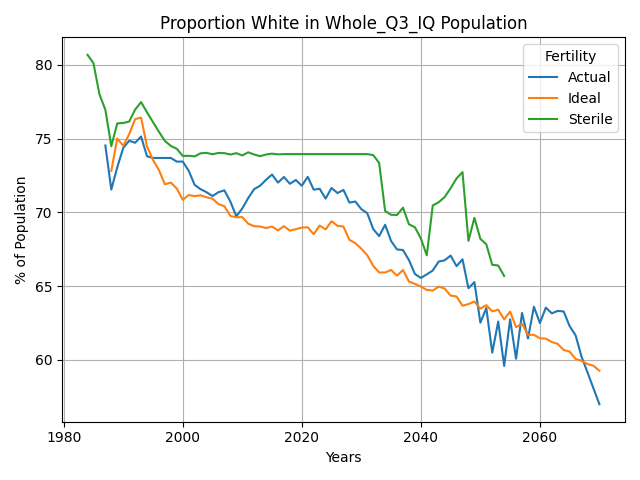 Proportion White in Whole_Q3_IQ Population
Fertility
Actual
Ideal
Sterile
% of Population
80
75
70
65
60
1980
2000
2020
2040
2060
Years